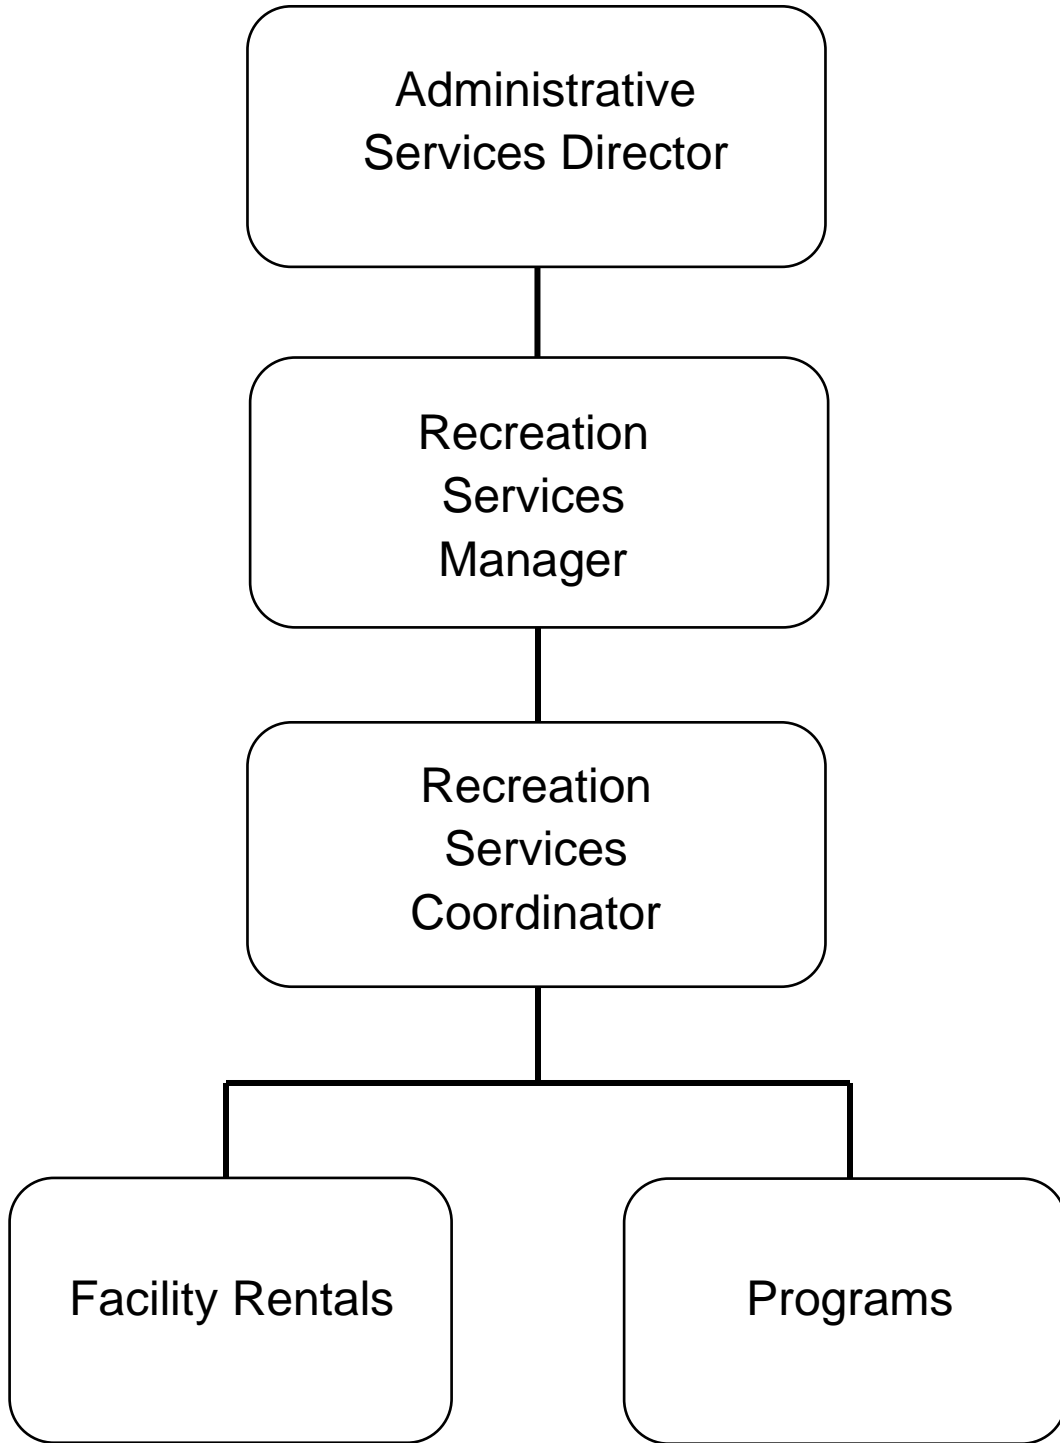 Administrative
Services Director
Recreation
Services
Manager
Recreation
Services
Coordinator
Facility Rentals
Programs